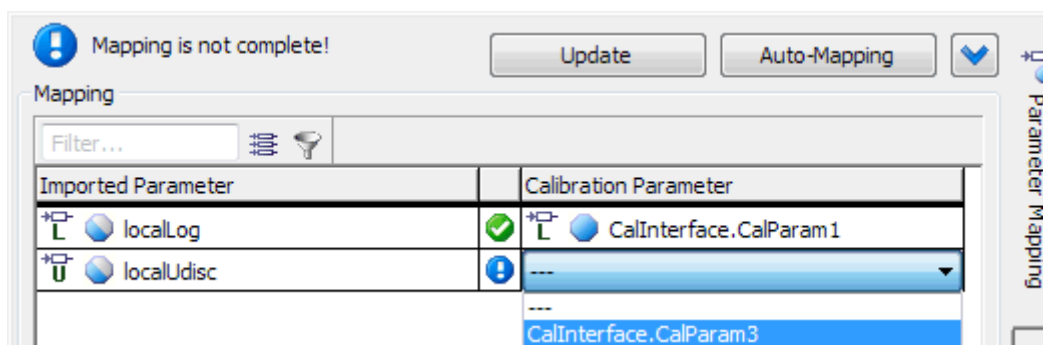 Mapping is not complete!
Update
Auto-Mapping
Mapping
Filter...
Imported Parameter
Calibration Parameter
L localLog
L CalInterface.CalParam1
U localUdisc
---
---
CalInterface.CalParam3
Parameter Mapping